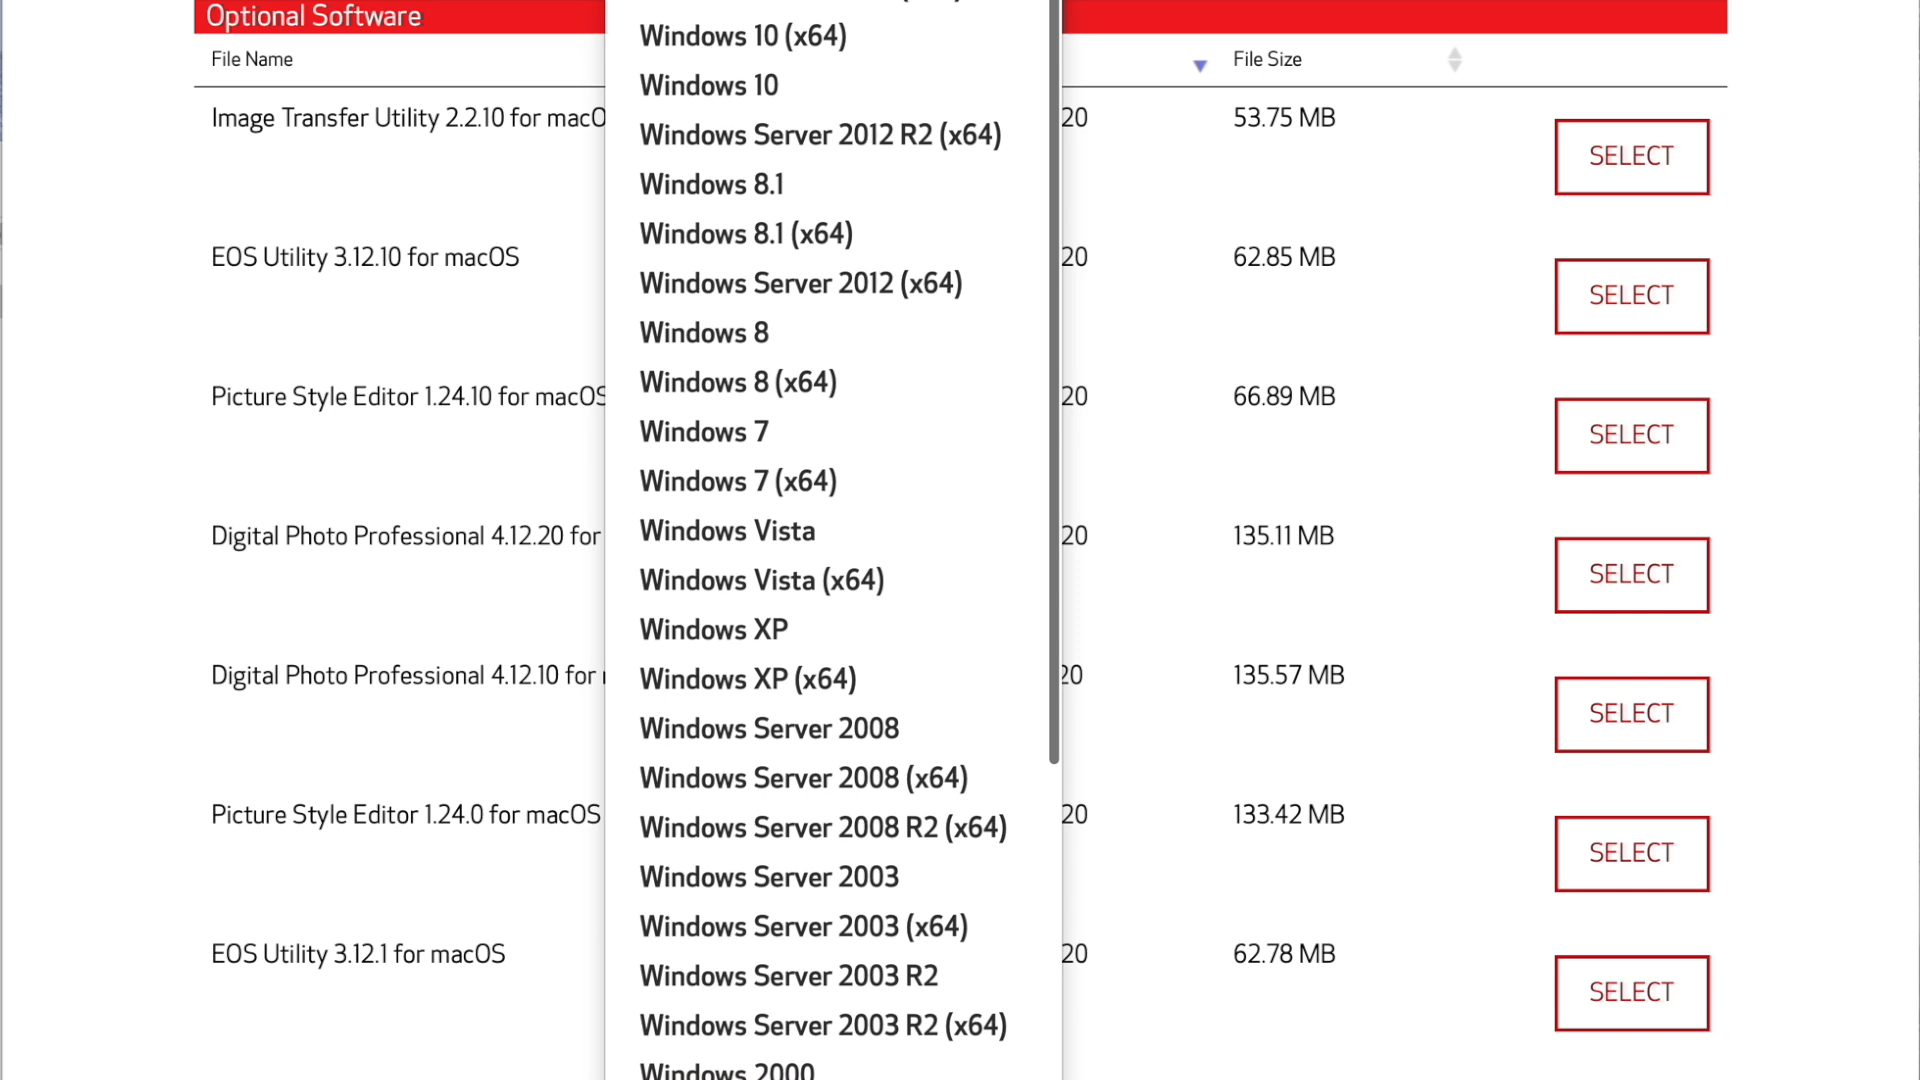 Optional Software
File Name
File Size
Image Transfer Utility 2.2.10 for macO
20
53.75 MB
SELECT
EOS Utility 3.12.10 for macOS
20
62.85 MB
SELECT
Picture Style Editor 1.24.10 for macOS
20
66.89 MB
SELECT
Digital Photo Professional 4.12.20 for
20
135.11 MB
SELECT
Digital Photo Professional 4.12.10 for
20
135.57 MB
SELECT
Picture Style Editor 1.24.0 for macOS
20
133.42 MB
SELECT
EOS Utility 3.12.1 for macOS
20
62.78 MB
SELECT
Windows 10 (x64)
Windows 10
Windows Server 2012 R2 (x64)
Windows 8.1
Windows 8.1 (x64)
Windows Server 2012 (x64)
Windows 8
Windows 8 (x64)
Windows 7
Windows 7 (x64)
Windows Vista
Windows Vista (x64)
Windows XP
Windows XP (x64)
Windows Server 2008
Windows Server 2008 (x64)
Windows Server 2008 R2 (x64)
Windows Server 2003
Windows Server 2003 (x64)
Windows Server 2003 R2
Windows Server 2003 R2 (x64)
Windows 2000